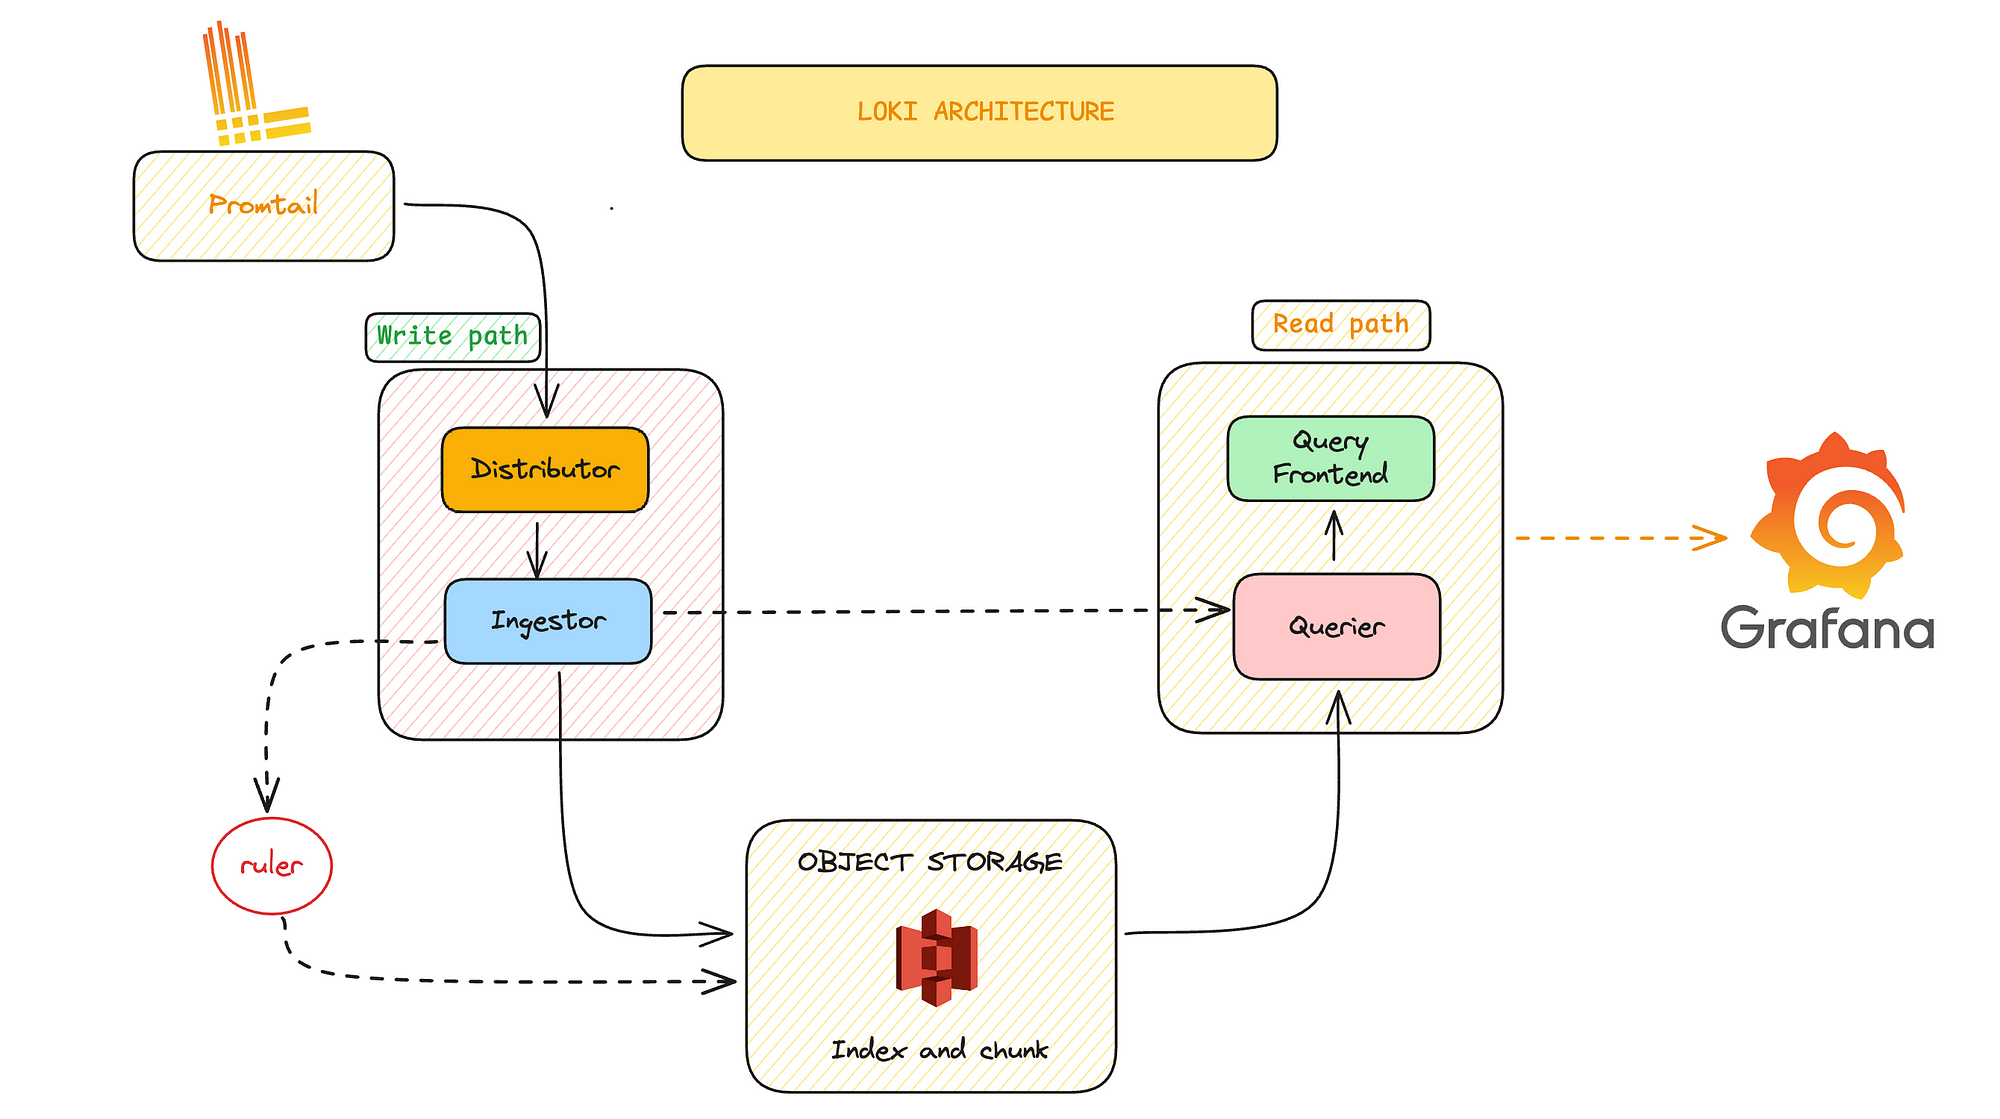 LOKI ARCHITECTURE
Promtail
Write path
Read path
Distributor
Query
Frontend
Ingestor
Querier
Grafana
ruler
OBJECT STORAGE
Index and chunk